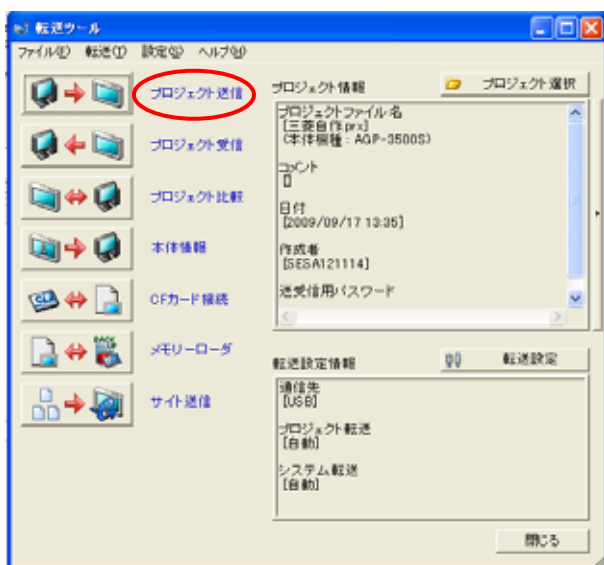 転送ツール
ファイル(F) 転送(T) 設定(S) ヘルプ(H)
プロジェクト送信
プロジェクト受信
プロジェクト比較
本体情報
CFカード接続
メモリーローダ
サイト送信
プロジェクト情報
プロジェクト選択
プロジェクトファイル名
[三菱自作.prx]
(本体機種：AGP-3500S)
コメント
[]
日付
[2009/09/17 13:35]
作成者
[SESA121114]
送受信用パスワード
転送設定情報
転送設定
通信先
[USB]
プロジェクト転送
[自動]
システム転送
[自動]
閉じる